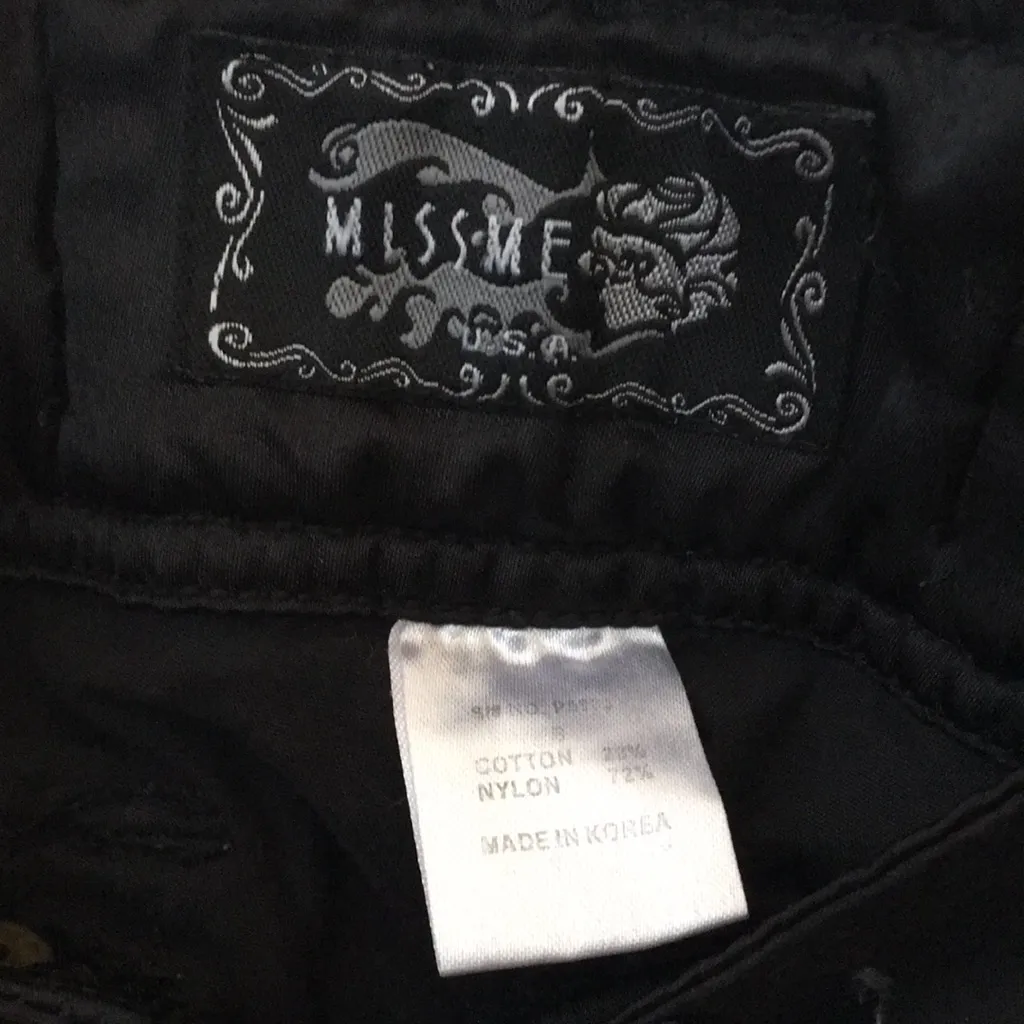 MISS ME
U.S.A.
S
COTTON 28%
NYLON 72%
MADE IN KOREA